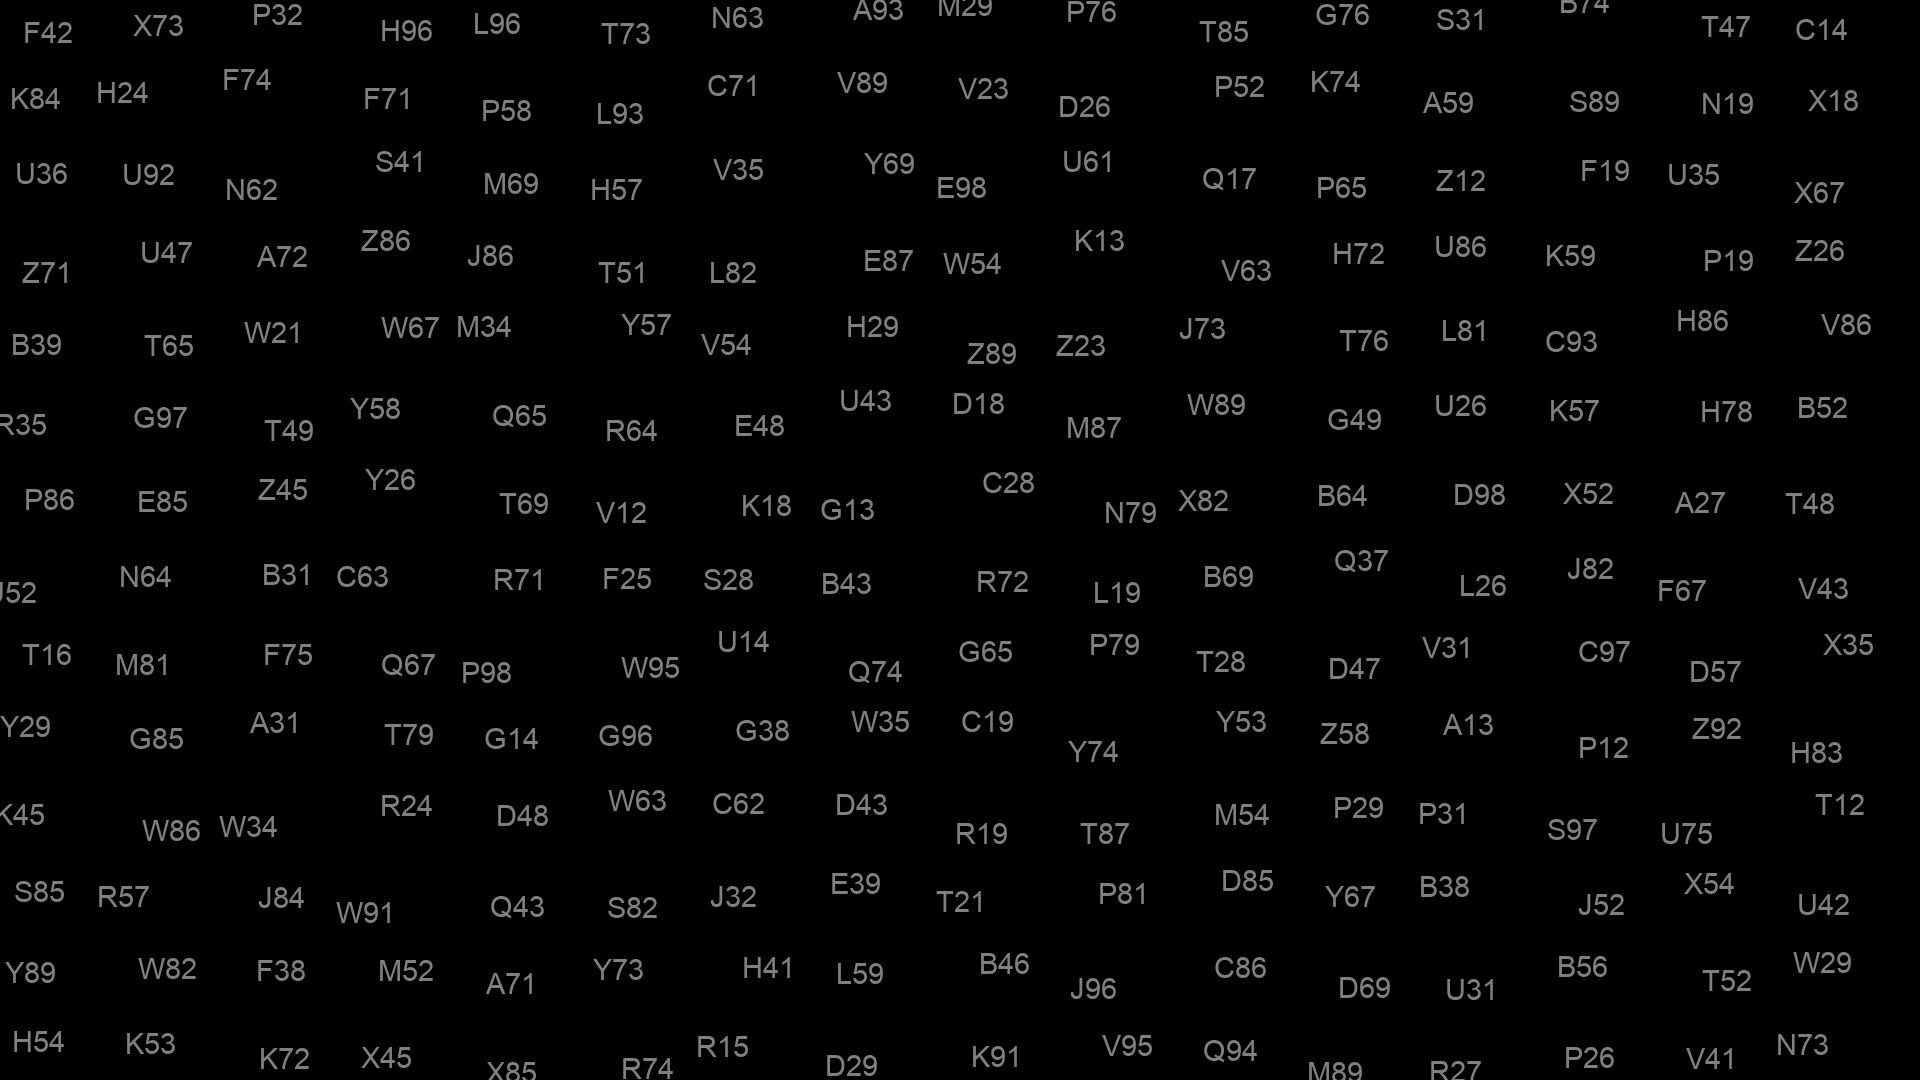 F42 X73 P32 H96 L96 T73 N63 A93 M29 P76 T85 G76 S31 B74 T47 C14
K84 H24 F74 F71 P58 L93 C71 V89 V23 D26 P52 K74 A59 S89 N19 X18
U36 U92 N62 S41 M69 H57 V35 Y69 E98 U61 Q17 P65 Z12 F19 U35 X67
Z71 U47 A72 Z86 J86 T51 L82 E87 W54 K13 V63 H72 U86 K59 P19 Z26
B39 T65 W21 W67 M34 Y57 V54 H29 Z89 Z23 J73 T76 L81 C93 H86 V86
R35 G97 T49 Y58 Q65 R64 E48 U43 D18 M87 W89 G49 U26 K57 H78 B52
P86 E85 Z45 Y26 T69 V12 K18 G13 C28 N79 X82 B64 D98 X52 A27 T48
N64 B31 C63 R71 F25 S28 B43 R72 L19 B69 Q37 L26 J82 F67 V43
T16 M81 F75 Q67 P98 W95 U14 Q74 G65 P79 T28 D47 V31 C97 D57 X35
Y29 G85 A31 T79 G14 G96 G38 W35 C19 Y74 Y53 Z58 A13 P12 Z92 H83
K45 W86 W34 R24 D48 W63 C62 D43 R19 T87 M54 P29 P31 S97 U75 T12
S85 R57 J84 W91 Q43 S82 J32 E39 T21 P81 D85 Y67 B38 J52 X54 U42
Y89 W82 F38 M52 A71 Y73 H41 L59 B46 J96 C86 D69 U31 B56 T52 W29
H54 K53 K72 X45 X85 R74 R15 D29 K91 V95 Q94 M89 R27 P26 V41 N73